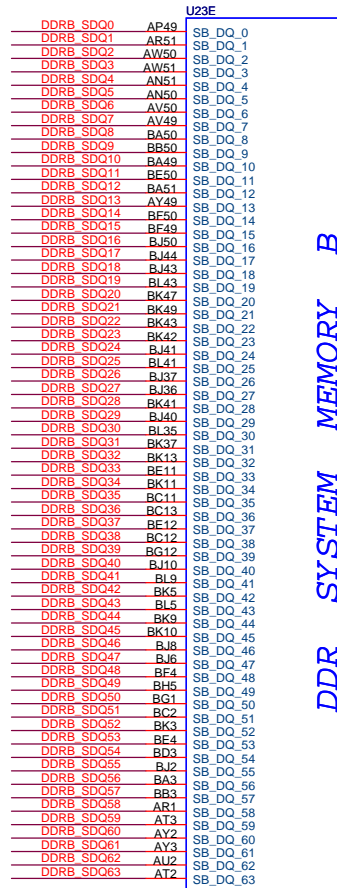 U23E
DDRB_SDQ0 AP49 SB_DQ_0
DDRB_SDQ1 AR51 SB_DQ_1
DDRB_SDQ2 AW50 SB_DQ_2
DDRB_SDQ3 AW51 SB_DQ_3
DDRB_SDQ4 AN51 SB_DQ_4
DDRB_SDQ5 AN50 SB_DQ_5
DDRB_SDQ6 AV50 SB_DQ_6
DDRB_SDQ7 AV49 SB_DQ_7
DDRB_SDQ8 BA50 SB_DQ_8
DDRB_SDQ9 BB50 SB_DQ_9
DDRB_SDQ10 BA49 SB_DQ_10
DDRB_SDQ11 BE50 SB_DQ_11
DDRB_SDQ12 BA51 SB_DQ_12
DDRB_SDQ13 AY49 SB_DQ_13
DDRB_SDQ14 BF50 SB_DQ_14
DDRB_SDQ15 BF49 SB_DQ_15
DDRB_SDQ16 BJ50 SB_DQ_16
DDRB_SDQ17 BJ44 SB_DQ_17
DDRB_SDQ18 BJ43 SB_DQ_18
DDRB_SDQ19 BL43 SB_DQ_19
DDRB_SDQ20 BK47 SB_DQ_20
DDRB_SDQ21 BK49 SB_DQ_21
DDRB_SDQ22 BK43 SB_DQ_22
DDRB_SDQ23 BK42 SB_DQ_23
DDRB_SDQ24 BJ41 SB_DQ_24
DDRB_SDQ25 BL41 SB_DQ_25
DDRB_SDQ26 BJ37 SB_DQ_26
DDRB_SDQ27 BJ36 SB_DQ_27
DDRB_SDQ28 BK41 SB_DQ_28
DDRB_SDQ29 BJ40 SB_DQ_29
DDRB_SDQ30 BL35 SB_DQ_30
DDRB_SDQ31 BK37 SB_DQ_31
DDRB_SDQ32 BK13 SB_DQ_32
DDRB_SDQ33 BE11 SB_DQ_33
DDRB_SDQ34 BK11 SB_DQ_34
DDRB_SDQ35 BC11 SB_DQ_35
DDRB_SDQ36 BC13 SB_DQ_36
DDRB_SDQ37 BE12 SB_DQ_37
DDRB_SDQ38 BC12 SB_DQ_38
DDRB_SDQ39 BG12 SB_DQ_39
DDRB_SDQ40 BJ10 SB_DQ_40
DDRB_SDQ41 BL9 SB_DQ_41
DDRB_SDQ42 BK5 SB_DQ_42
DDRB_SDQ43 BL5 SB_DQ_43
DDRB_SDQ44 BK9 SB_DQ_44
DDRB_SDQ45 BK10 SB_DQ_45
DDRB_SDQ46 BJ8 SB_DQ_46
DDRB_SDQ47 BJ6 SB_DQ_47
DDRB_SDQ48 BF4 SB_DQ_48
DDRB_SDQ49 BH5 SB_DQ_49
DDRB_SDQ50 BG1 SB_DQ_50
DDRB_SDQ51 BC2 SB_DQ_51
DDRB_SDQ52 BK3 SB_DQ_52
DDRB_SDQ53 BE4 SB_DQ_53
DDRB_SDQ54 BD3 SB_DQ_54
DDRB_SDQ55 BJ2 SB_DQ_55
DDRB_SDQ56 BA3 SB_DQ_56
DDRB_SDQ57 BB3 SB_DQ_57
DDRB_SDQ58 AR1 SB_DQ_58
DDRB_SDQ59 AT3 SB_DQ_59
DDRB_SDQ60 AY2 SB_DQ_60
DDRB_SDQ61 AY3 SB_DQ_61
DDRB_SDQ62 AU2 SB_DQ_62
DDRB_SDQ63 AT2 SB_DQ_63
DDR SYSTEM MEMORY B